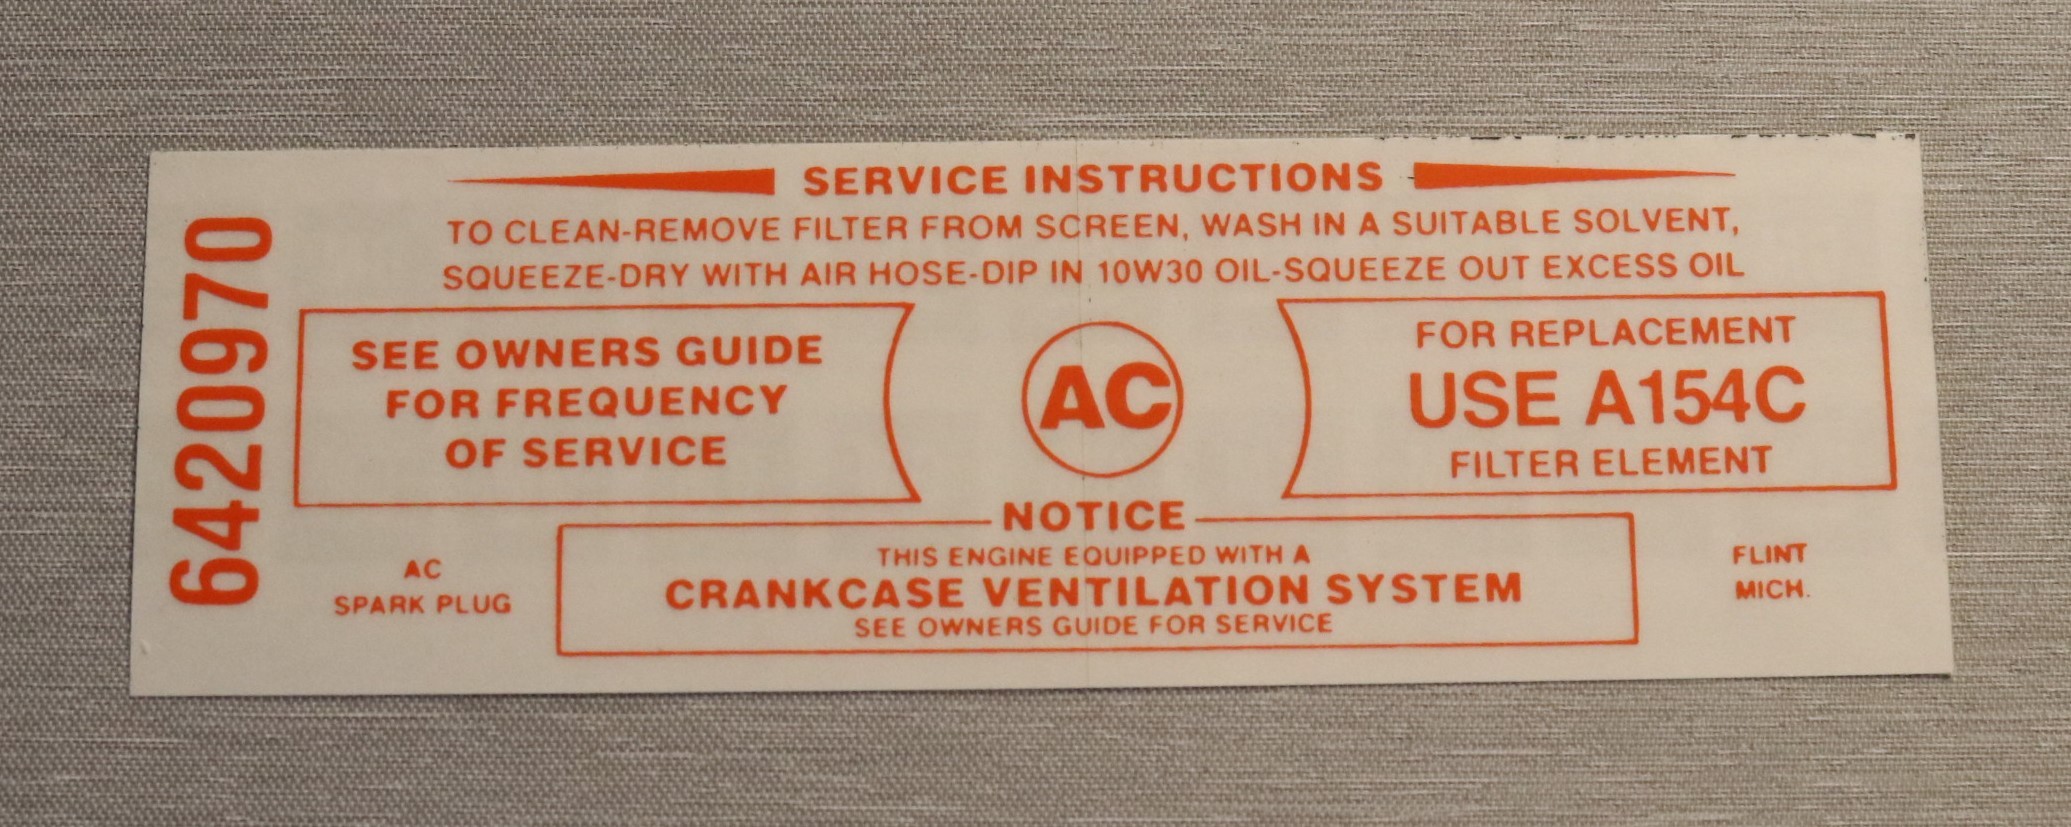 6420970
SERVICE INSTRUCTIONS
TO CLEAN-REMOVE FILTER FROM SCREEN, WASH IN A SUITABLE SOLVENT,
SQUEEZE-DRY WITH AIR HOSE-DIP IN 10W30 OIL-SQUEEZE OUT EXCESS OIL
SEE OWNERS GUIDE
FOR FREQUENCY
OF SERVICE
AC
FOR REPLACEMENT
USE A154C
FILTER ELEMENT
NOTICE
THIS ENGINE EQUIPPED WITH A
CRANKCASE VENTILATION SYSTEM
SEE OWNERS GUIDE FOR SERVICE
AC
SPARK PLUG
FLINT
MICH.